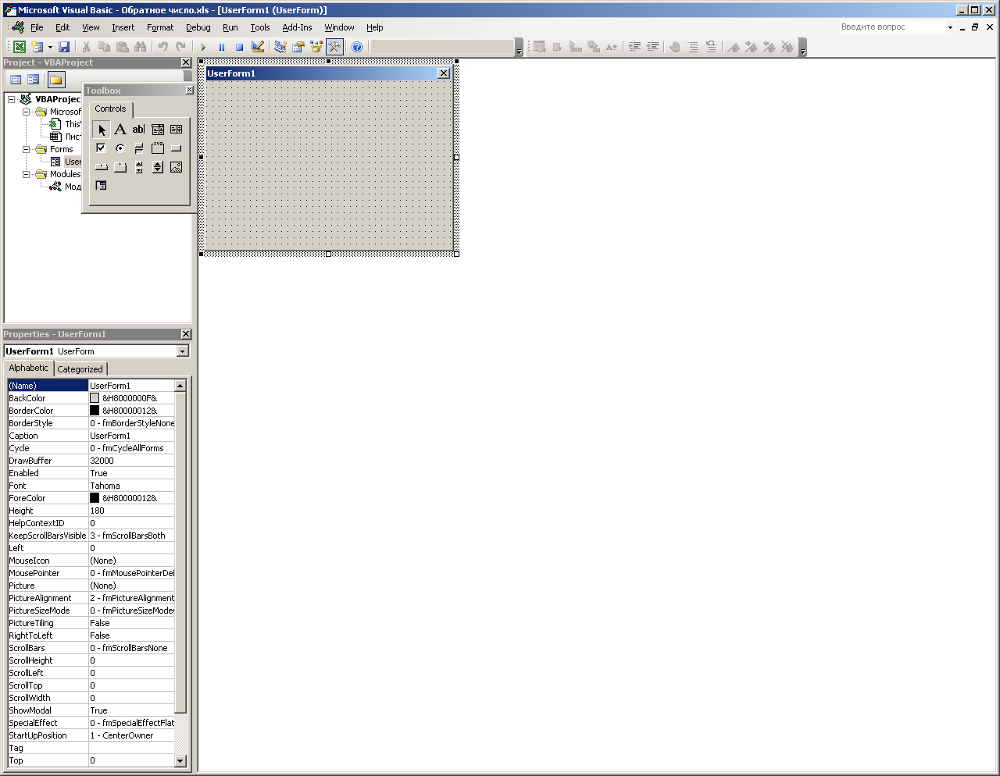 Microsoft Visual Basic - Обратное число.xls - [UserForm1 (UserForm)]
File Edit View Insert Format Debug Run Tools Add-Ins Window Help
Введите вопрос
Project - VBAProject
VBAProjec
Microsof
This
Лист
Forms
User
Modules
Мод
Toolbox
Controls
A
ab|
xyz
UserForm1
Properties - UserForm1
UserForm1 UserForm
Alphabetic Categorized
(Name) UserForm1
BackColor &H8000000F&
BorderColor &H80000012&
BorderStyle 0 - fmBorderStyleNone
Caption UserForm1
Cycle 0 - fmCycleAllForms
DrawBuffer 32000
Enabled True
Font Tahoma
ForeColor &H80000012&
Height 180
HelpContextID 0
KeepScrollBarsVisible 3 - fmScrollBarsBoth
Left 0
MouseIcon (None)
MousePointer 0 - fmMousePointerDef
Picture (None)
PictureAlignment 2 - fmPictureAlignment
PictureSizeMode 0 - fmPictureSizeMode
PictureTiling False
RightToLeft False
ScrollBars 0 - fmScrollBarsNone
ScrollHeight 0
ScrollLeft 0
ScrollTop 0
ScrollWidth 0
ShowModal True
SpecialEffect 0 - fmSpecialEffectFlat
StartUpPosition 1 - CenterOwner
Tag
Top 0